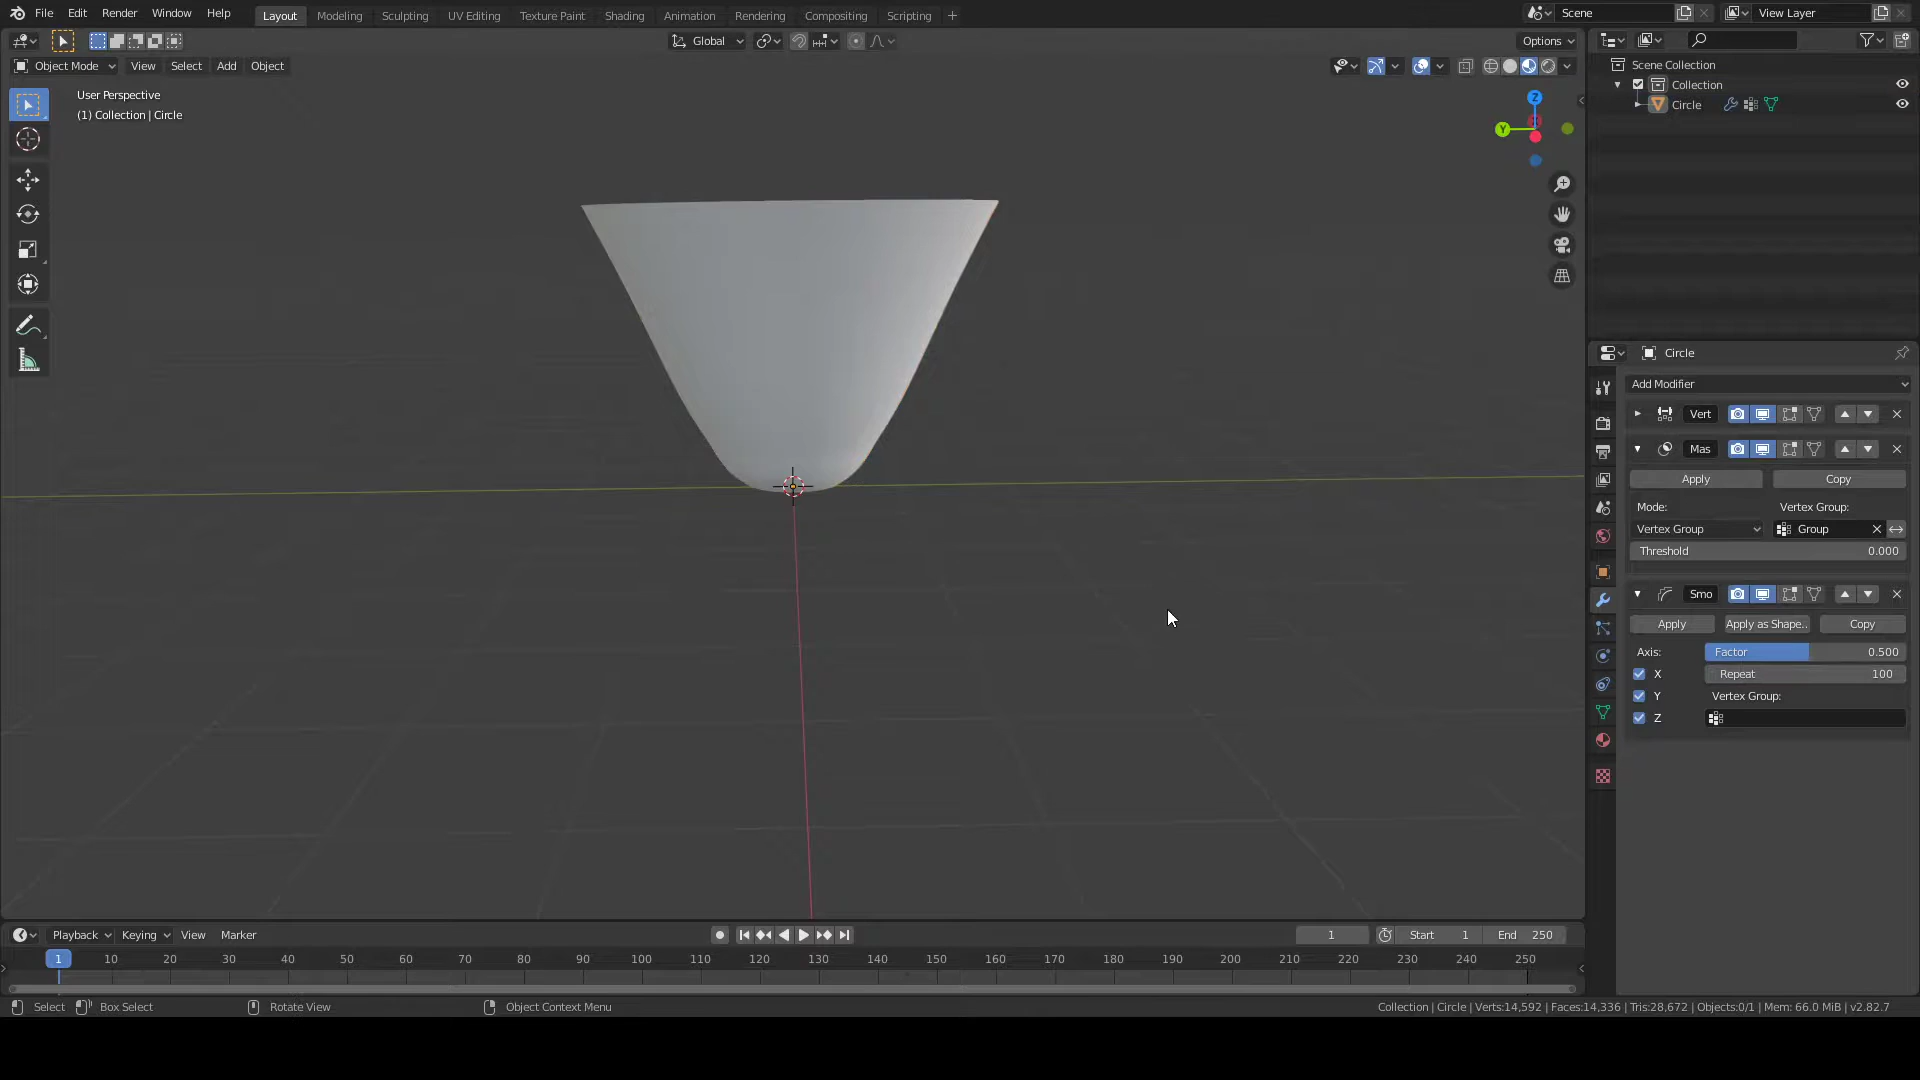 File Edit Render Window Help Layout Modeling Sculpting UV Editing Texture Paint Shading Animation Rendering Compositing Scripting + Scene View Layer
Global Options
Object Mode View Select Add Object
User Perspective
(1) Collection | Circle
Z
Y
Scene Collection
Collection
Circle
Circle
Add Modifier
Vert
Mas
Apply Copy
Mode: Vertex Group:
Vertex Group Group
Threshold 0.000
Smo
Apply Apply as Shape.. Copy
Axis: Factor 0.500
X Repeat 100
Y Vertex Group:
Z
Playback Keying View Marker 1 Start 1 End 250
1 10 20 30 40 50 60 70 80 90 100 110 120 130 140 150 160 170 180 190 200 210 220 230 240 250
Select Box Select Rotate View Object Context Menu Collection | Circle | Verts:14,592 | Faces:14,336 | Tris:28,672 | Objects:0/1 | Mem: 66.0 MiB | v2.82.7